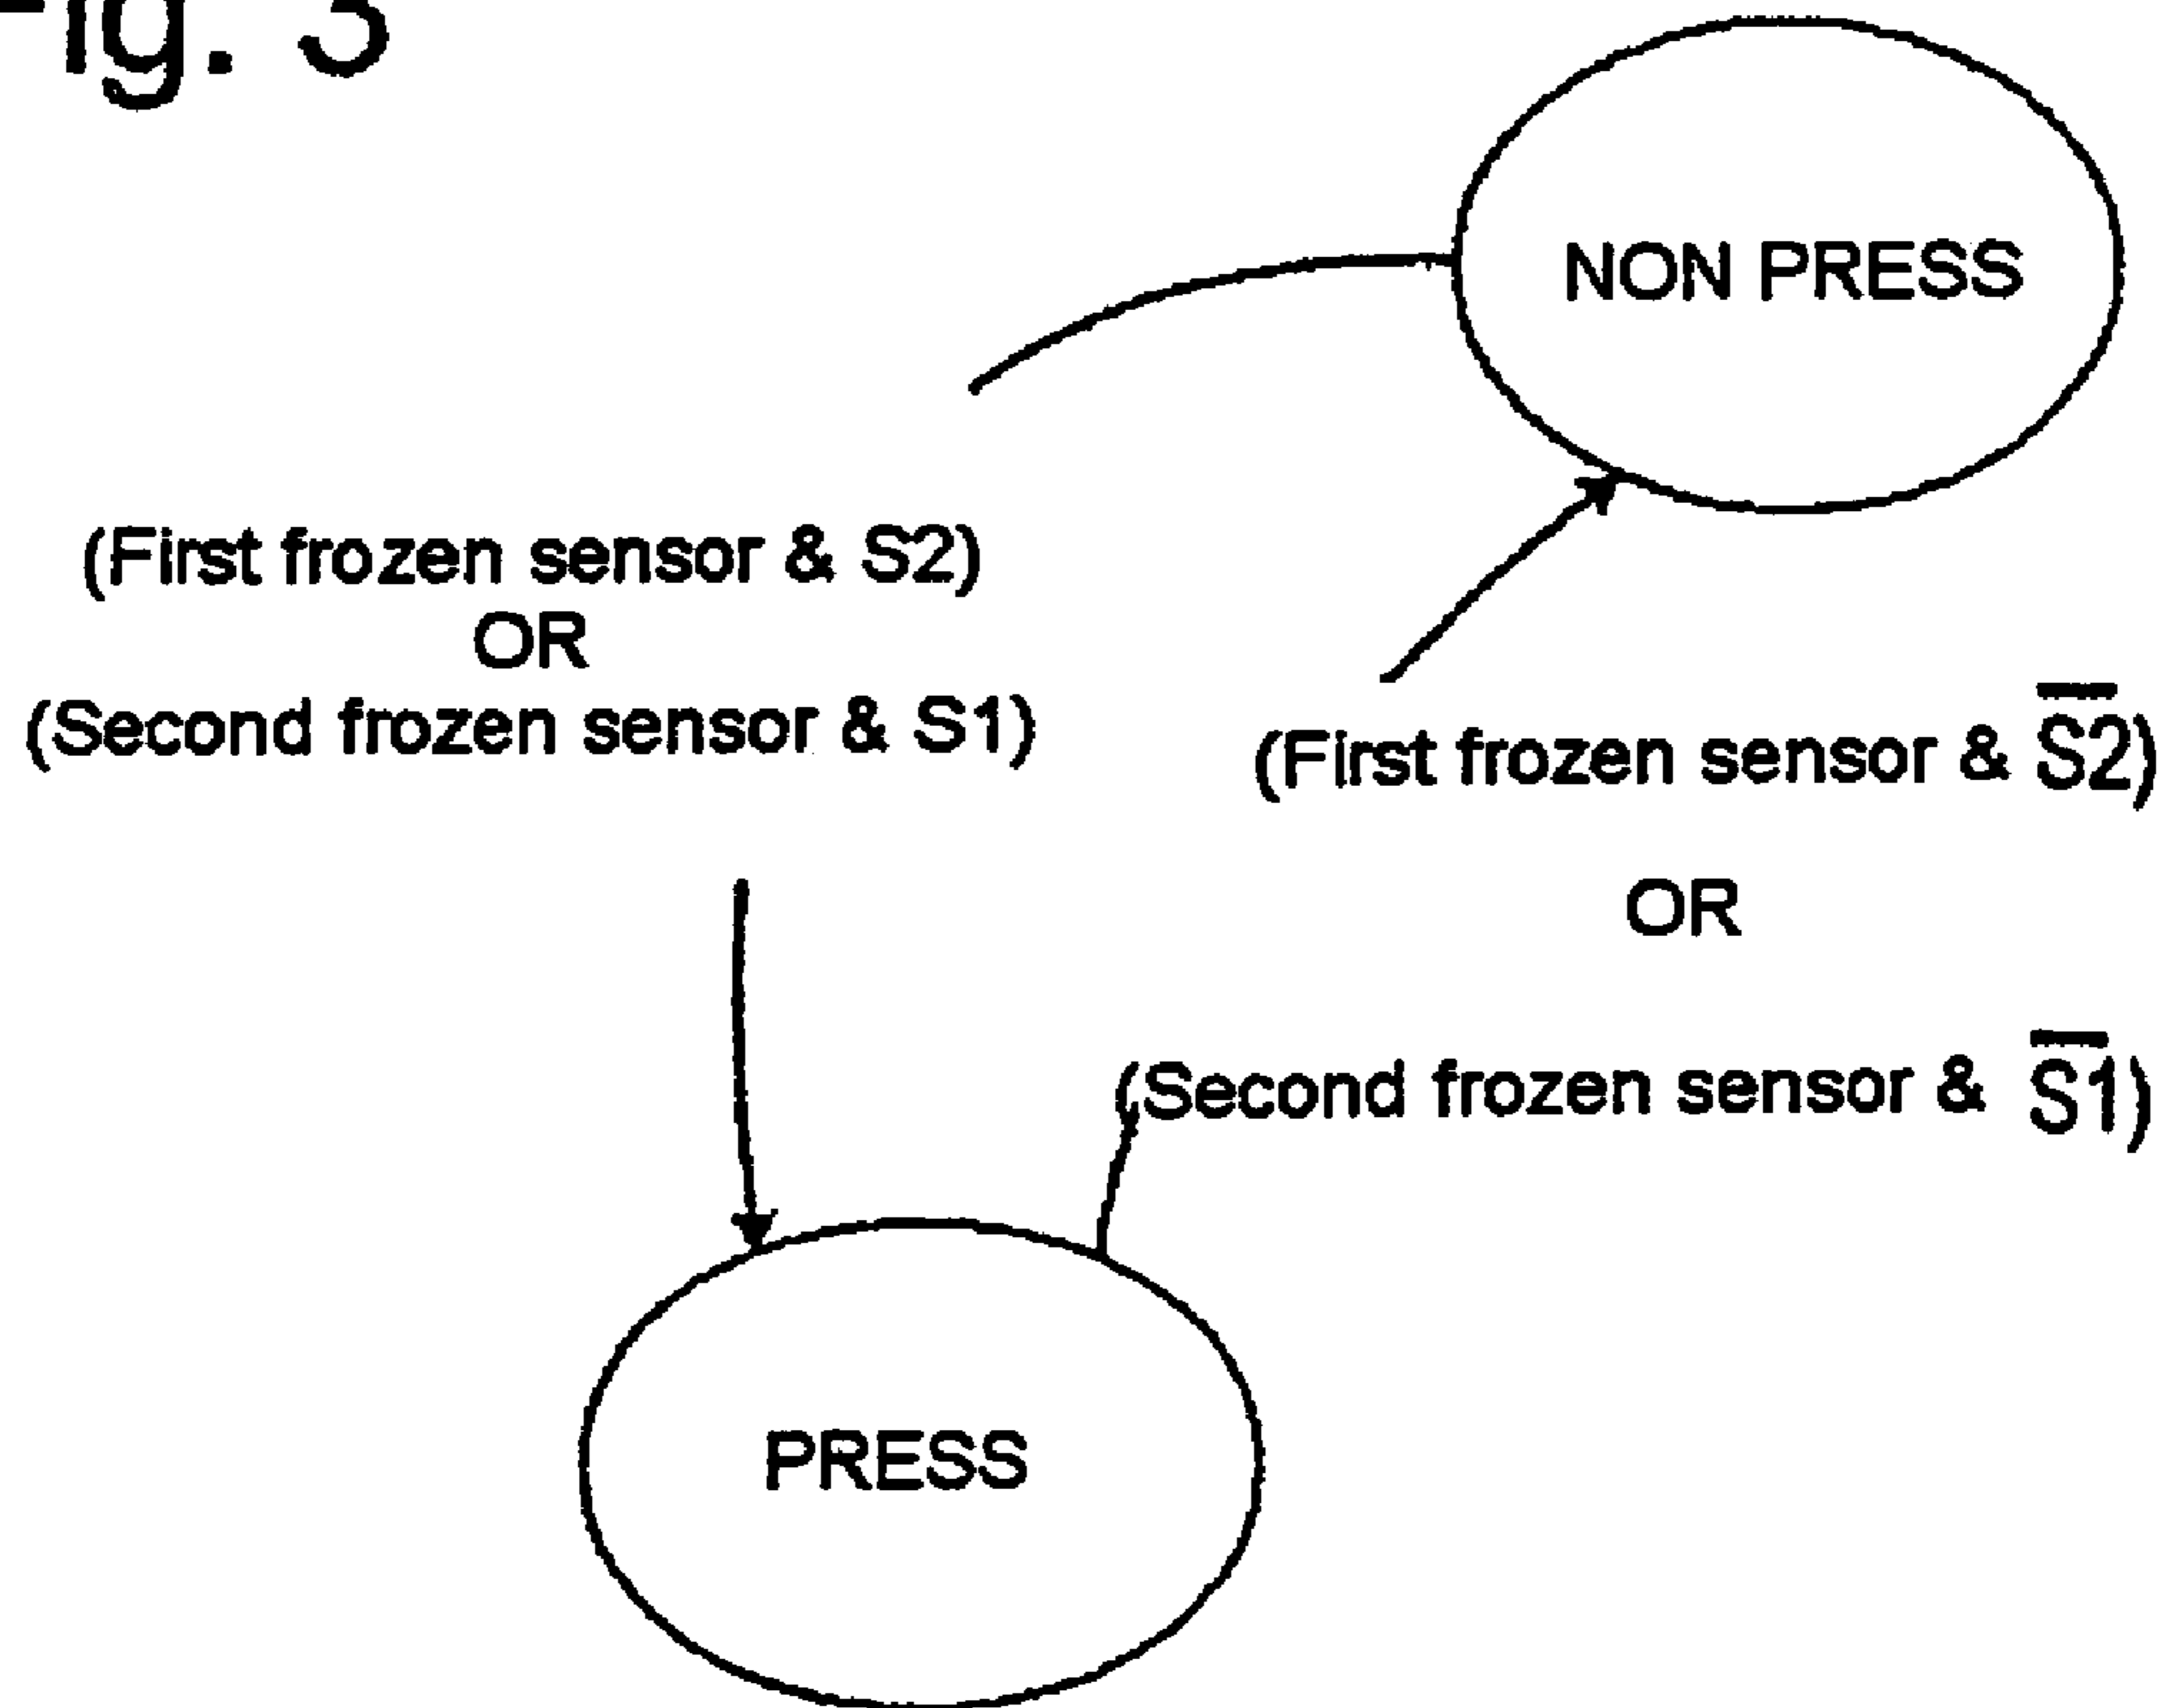 Fig. 3
NON PRESS
(First frozen sensor & S2)
OR
(Second frozen sensor & S1)
(First frozen sensor & S̅2̅)
OR
(Second frozen sensor & S̅1̅)
PRESS